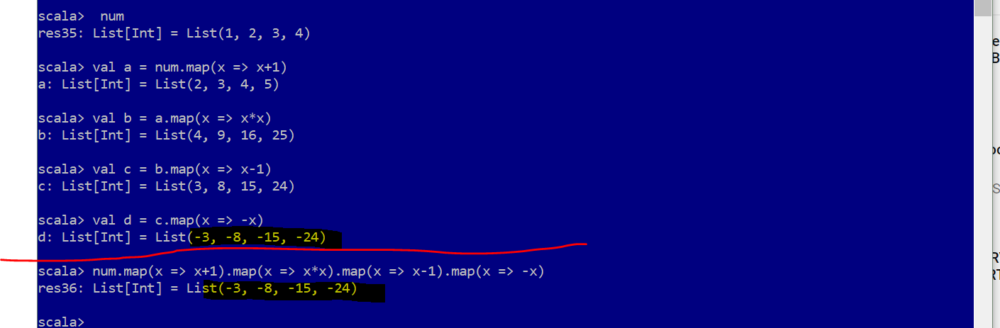 scala>  num
res35: List[Int] = List(1, 2, 3, 4)
scala> val a = num.map(x => x+1)
a: List[Int] = List(2, 3, 4, 5)
scala> val b = a.map(x => x*x)
b: List[Int] = List(4, 9, 16, 25)
scala> val c = b.map(x => x-1)
c: List[Int] = List(3, 8, 15, 24)
scala> val d = c.map(x => -x)
d: List[Int] = List(-3, -8, -15, -24)
scala> num.map(x => x+1).map(x => x*x).map(x => x-1).map(x => -x)
res36: List[Int] = List(-3, -8, -15, -24)
scala>